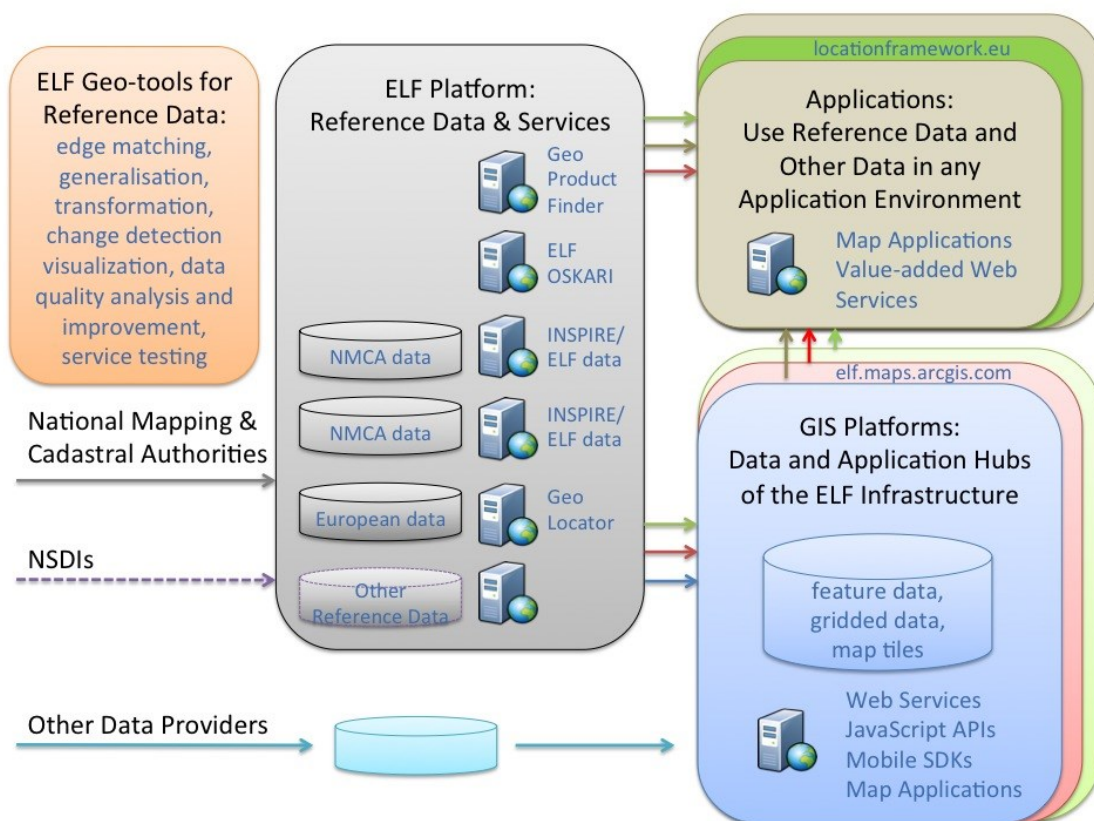 ELF Geo-tools for
Reference Data:
edge matching,
generalisation,
transformation,
change detection
visualization, data
quality analysis and
improvement,
service testing
National Mapping &
Cadastral Authorities
NSDIs
Other Data Providers
ELF Platform:
Reference Data & Services
Geo
Product
Finder
ELF
OSKARI
NMCA data
INSPIRE/
ELF data
NMCA data
INSPIRE/
ELF data
European data
Geo
Locator
Other
Reference Data
locationframework.eu
Applications:
Use Reference Data and
Other Data in any
Application Environment
Map Applications
Value-added Web
Services
elf.maps.arcgis.com
GIS Platforms:
Data and Application Hubs
of the ELF Infrastructure
feature data,
gridded data,
map tiles
Web Services
JavaScript APIs
Mobile SDKs
Map Applications